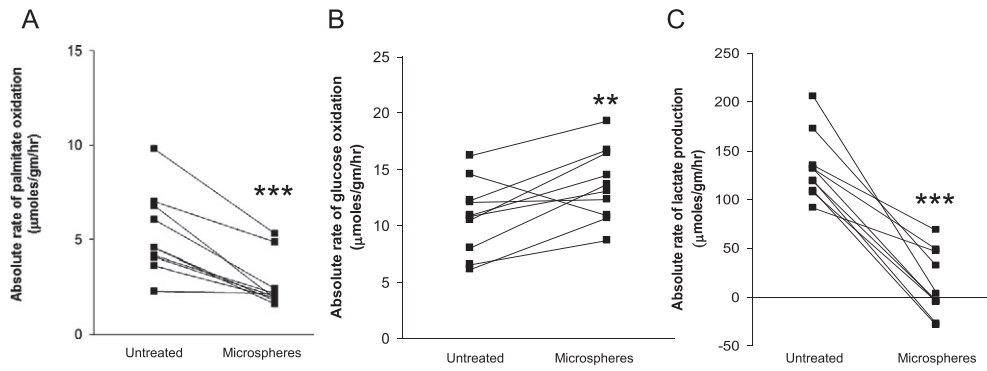 A
Absolute rate of palmitate oxidation
(μmoles/gm/hr)
15
10
5
0
***
Untreated
Microspheres
B
Absolute rate of glucose oxidation
(μmoles/gm/hr)
25
20
15
10
5
0
**
Untreated
Microspheres
C
Absolute rate of lactate production
(μmoles/gm/hr)
250
200
150
100
50
0
-50
***
Untreated
Microspheres